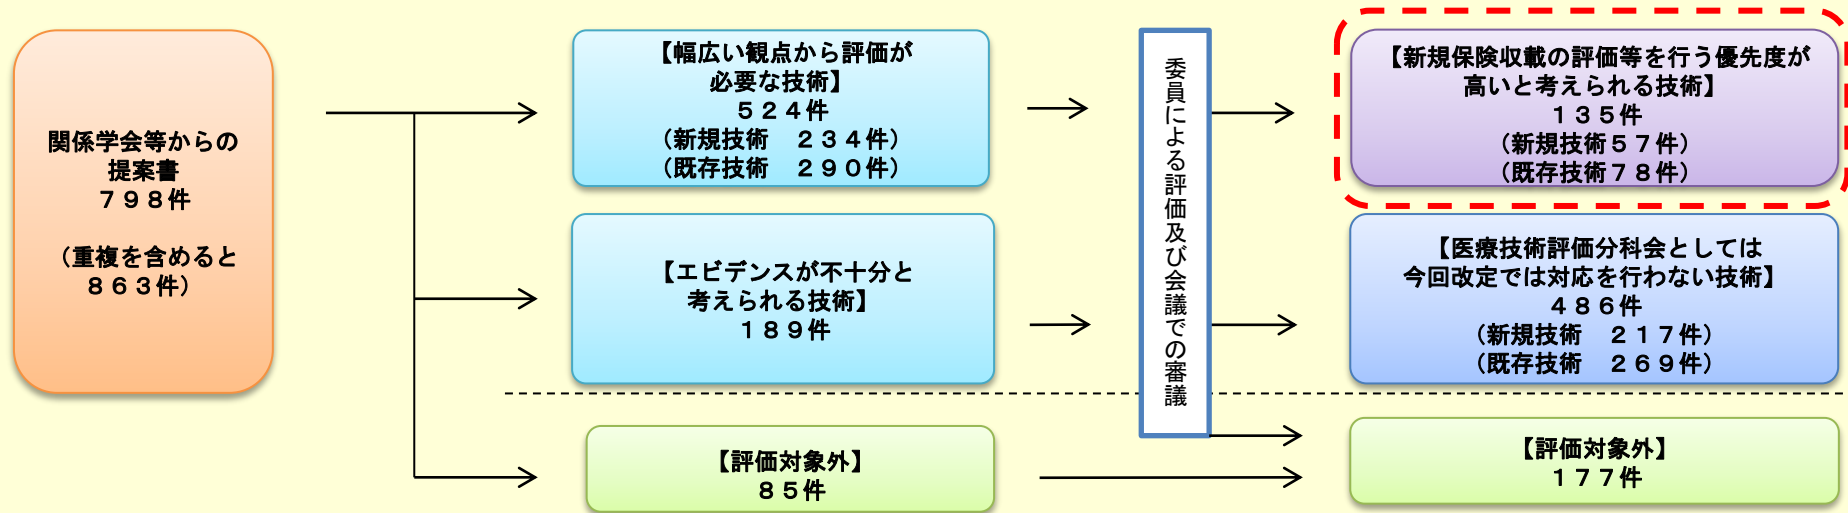 関係学会等からの
提案書
７９８件
（重複を含めると
８６３件）
【幅広い観点から評価が
必要な技術】
５２４件
（新規技術　２３４件）
（既存技術　２９０件）
【エビデンスが不十分と
考えられる技術】
１８９件
【評価対象外】
８５件
委員による評価及び会議での審議
【新規保険収載の評価等を行う優先度が
高いと考えられる技術】
１３５件
（新規技術５７件）
（既存技術７８件）
【医療技術評価分科会としては
今回改定では対応を行わない技術】
４８６件
（新規技術　２１７件）
（既存技術　２６９件）
【評価対象外】
１７７件